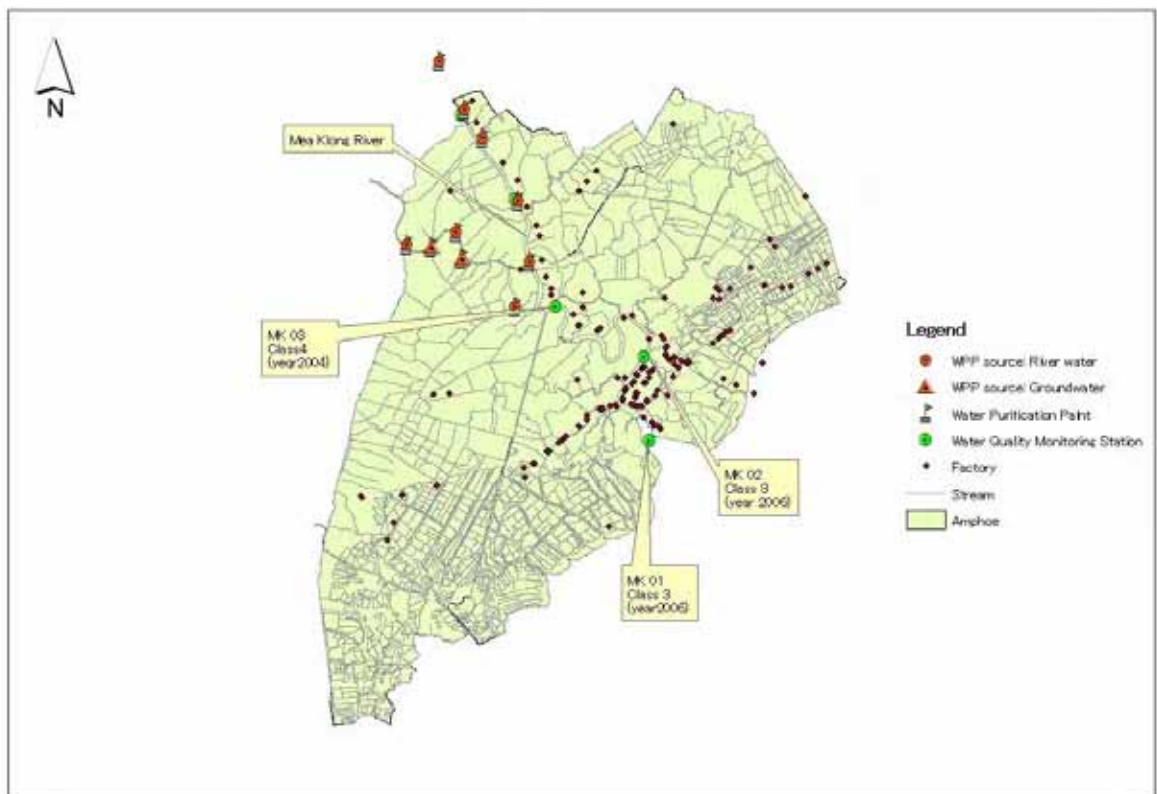 N
Mea Klong River
MK 03
Class4
(year2004)
MK 02
Class 3
(year 2006)
MK 01
Class 3
(year2006)
Legend
WPP source: River water
WPP source: Groundwater
Water Purification Point
Water Quality Monitoring Station
Factory
Stream
Amphoe